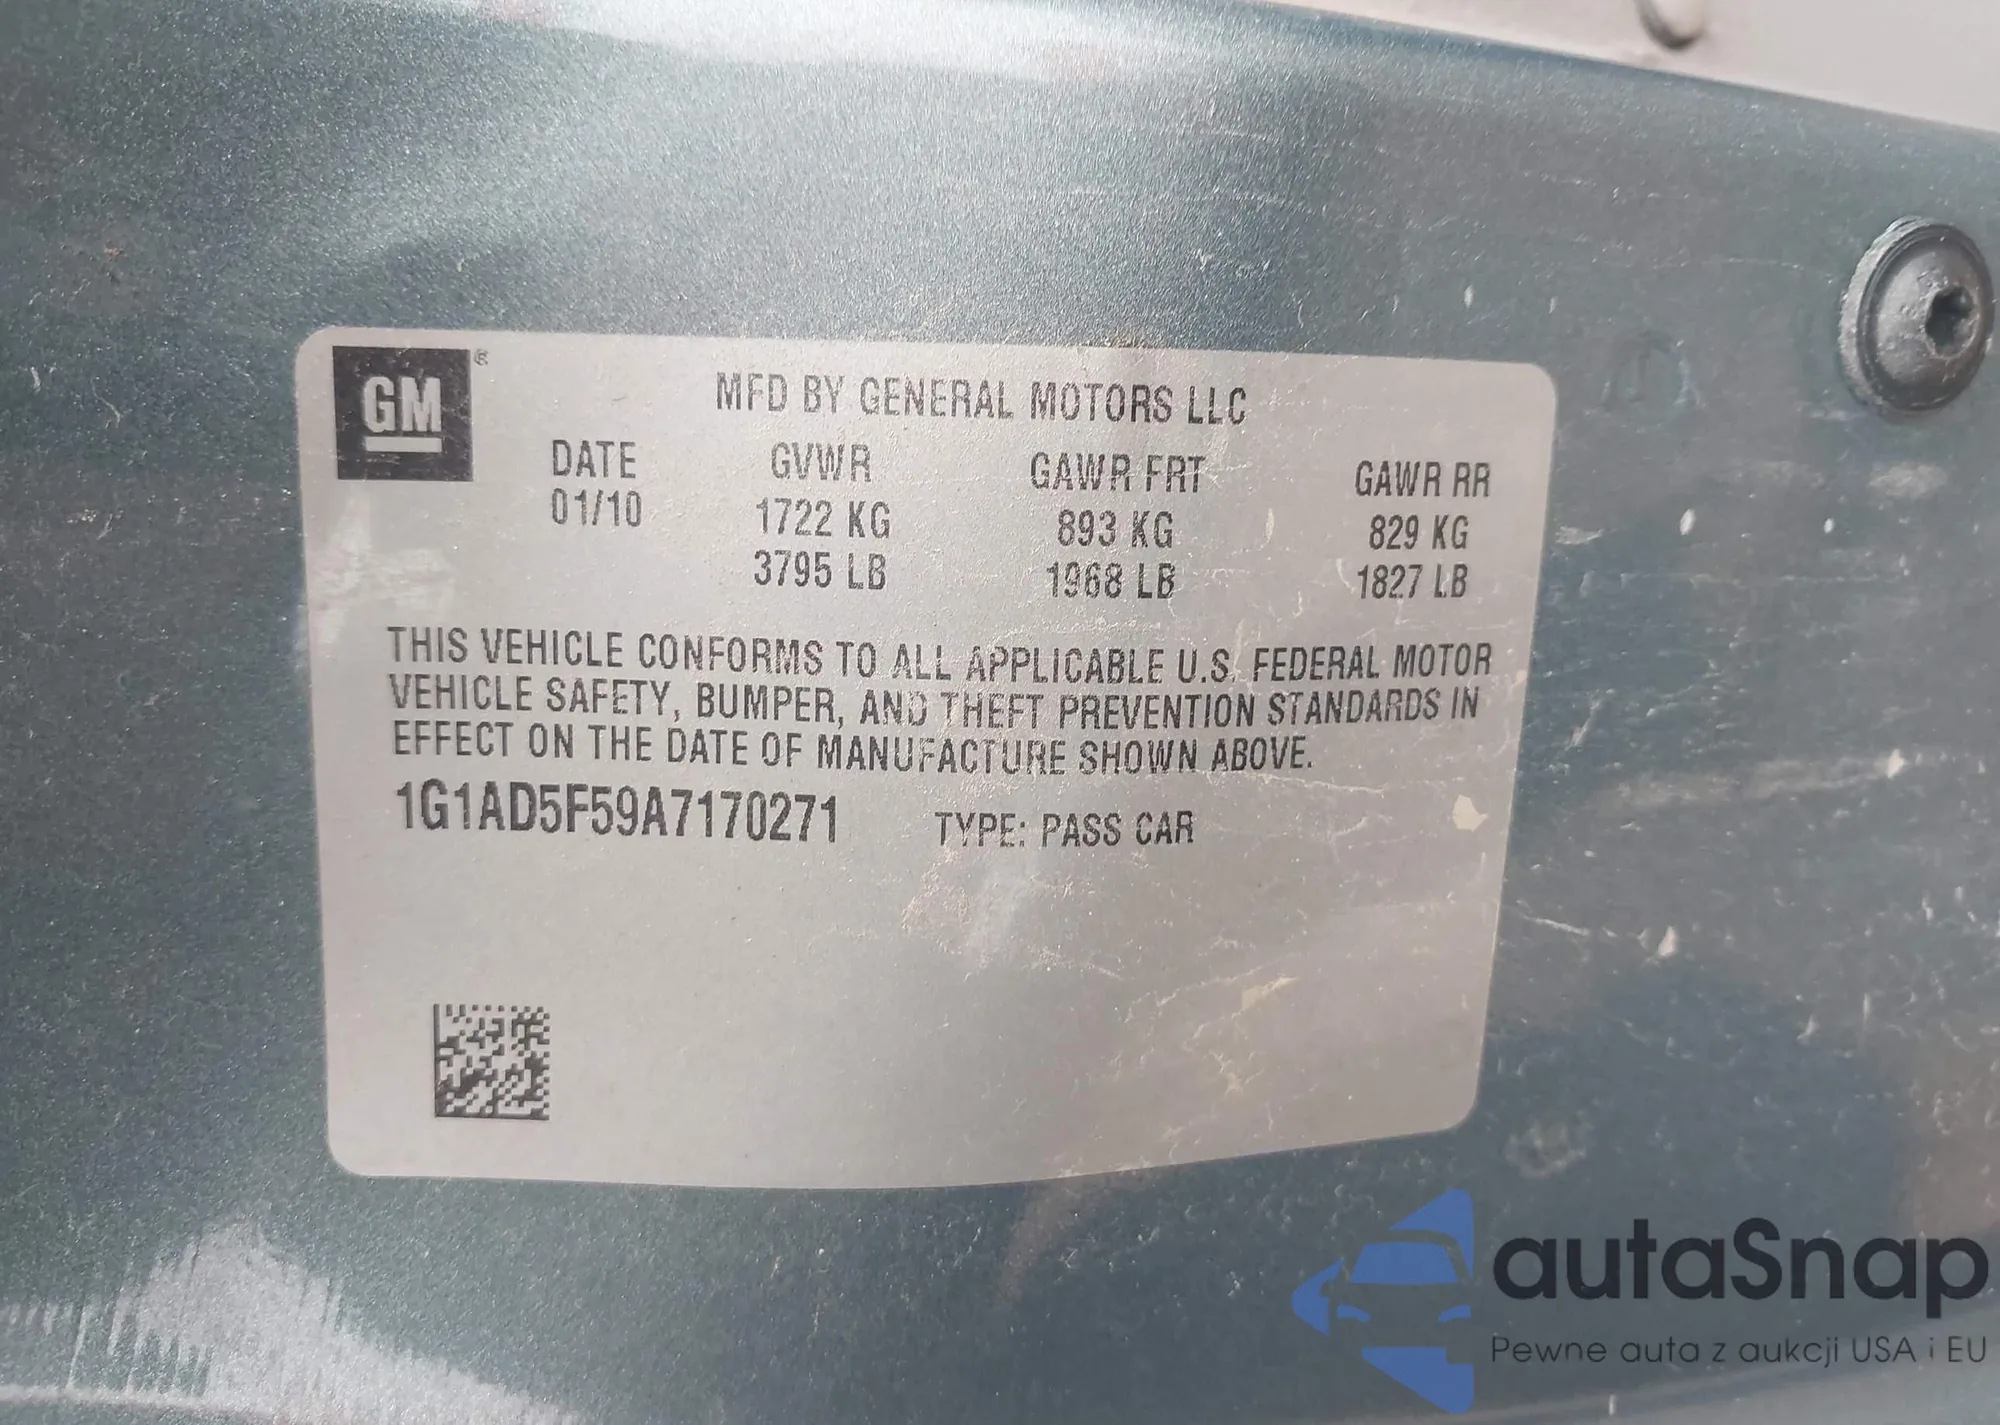 GM ®
MFD BY GENERAL MOTORS LLC
DATE GVWR GAWR FRT GAWR RR
01/10 1722 KG 893 KG 829 KG
3795 LB 1968 LB 1827 LB
THIS VEHICLE CONFORMS TO ALL APPLICABLE U.S. FEDERAL MOTOR
VEHICLE SAFETY, BUMPER, AND THEFT PREVENTION STANDARDS IN
EFFECT ON THE DATE OF MANUFACTURE SHOWN ABOVE.
1G1AD5F59A7170271 TYPE: PASS CAR
autaSnap
Pewne auta z aukcji USA i EU